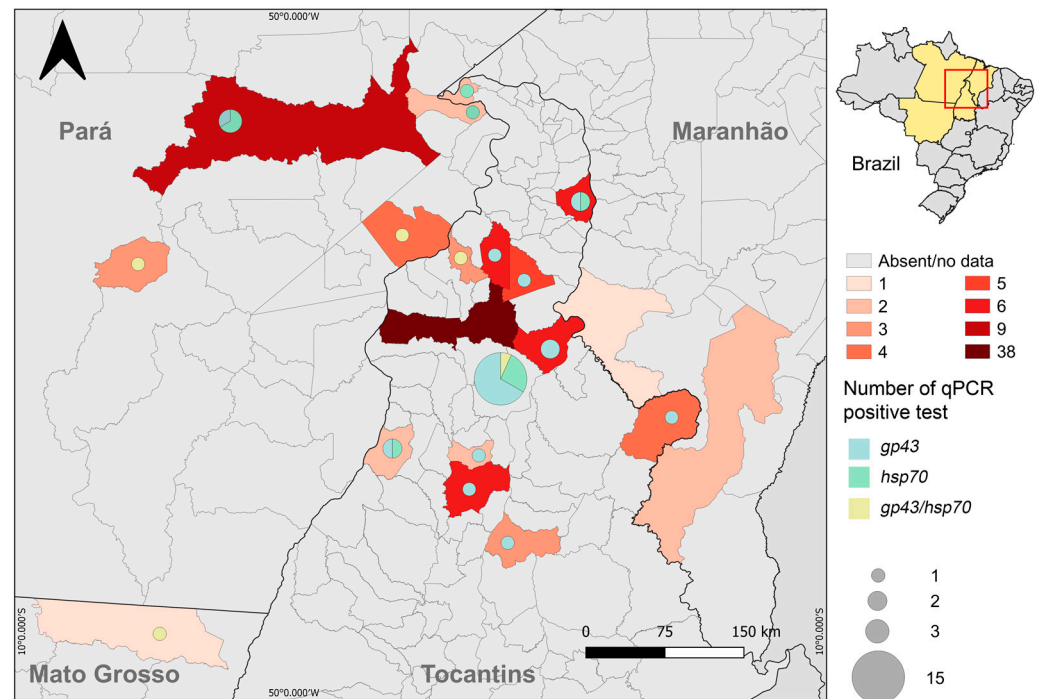 50°0.000'W
Pará
Maranhão
Brazil
Absent/no data
1
5
2
6
3
9
4
38
Number of qPCR
positive test
gp43
hsp70
gp43/hsp70
1
2
3
15
0 75 150 km
10°0.000'S
10°0.000'S
Mato Grosso
Tocantins
50°0.000'W